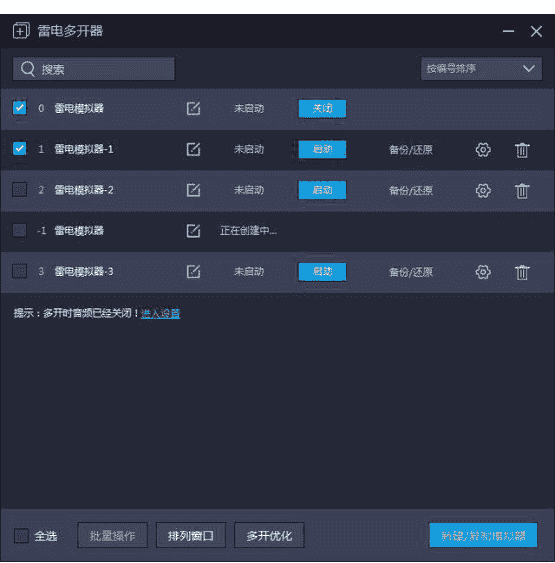 雷电多开器
搜索 按编号排序
0 雷电模拟器 未启动 关闭
1 雷电模拟器-1 未启动 启动 备份/还原
2 雷电模拟器-2 未启动 启动 备份/还原
-1 雷电模拟器 正在创建中...
3 雷电模拟器-3 未启动 启动 备份/还原
提示：多开时音频已经关闭！进入设置
全选 批量操作 排列窗口 多开优化 模拟器